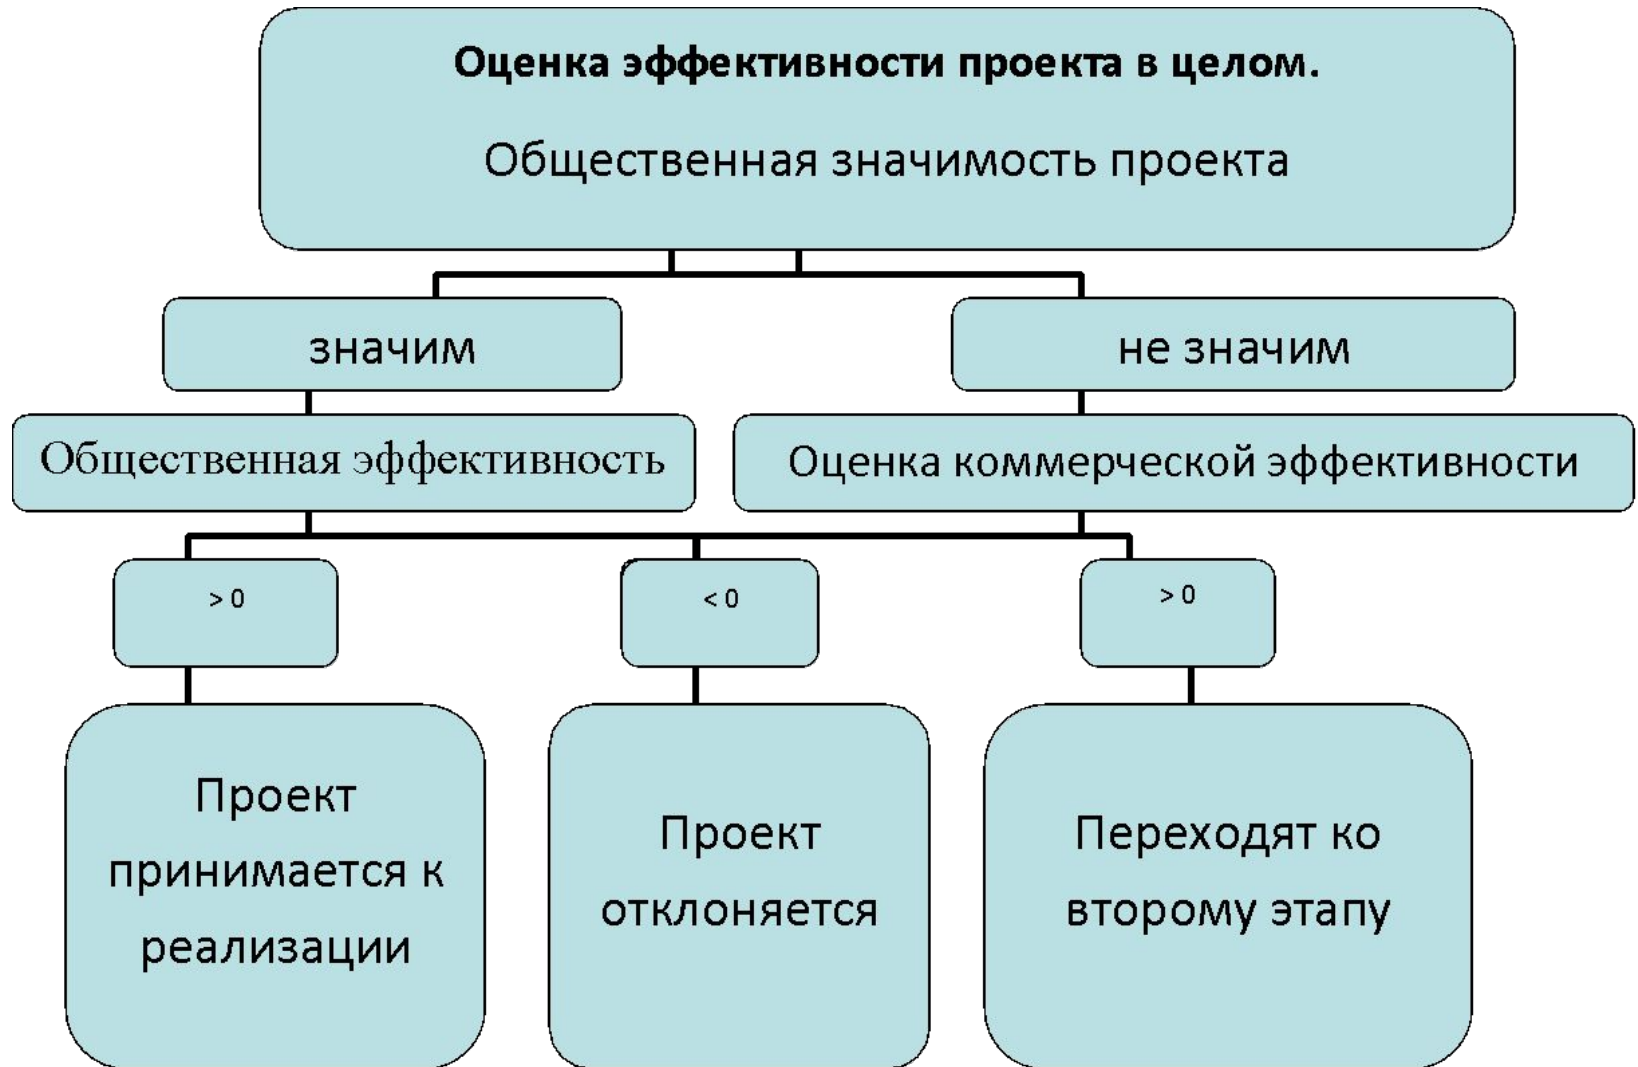 Оценка эффективности проекта в целом.
Общественная значимость проекта
значим
не значим
Общественная эффективность
Оценка коммерческой эффективности
> 0
< 0
> 0
Проект
принимается к
реализации
Проект
отклоняется
Переходят ко
второму этапу